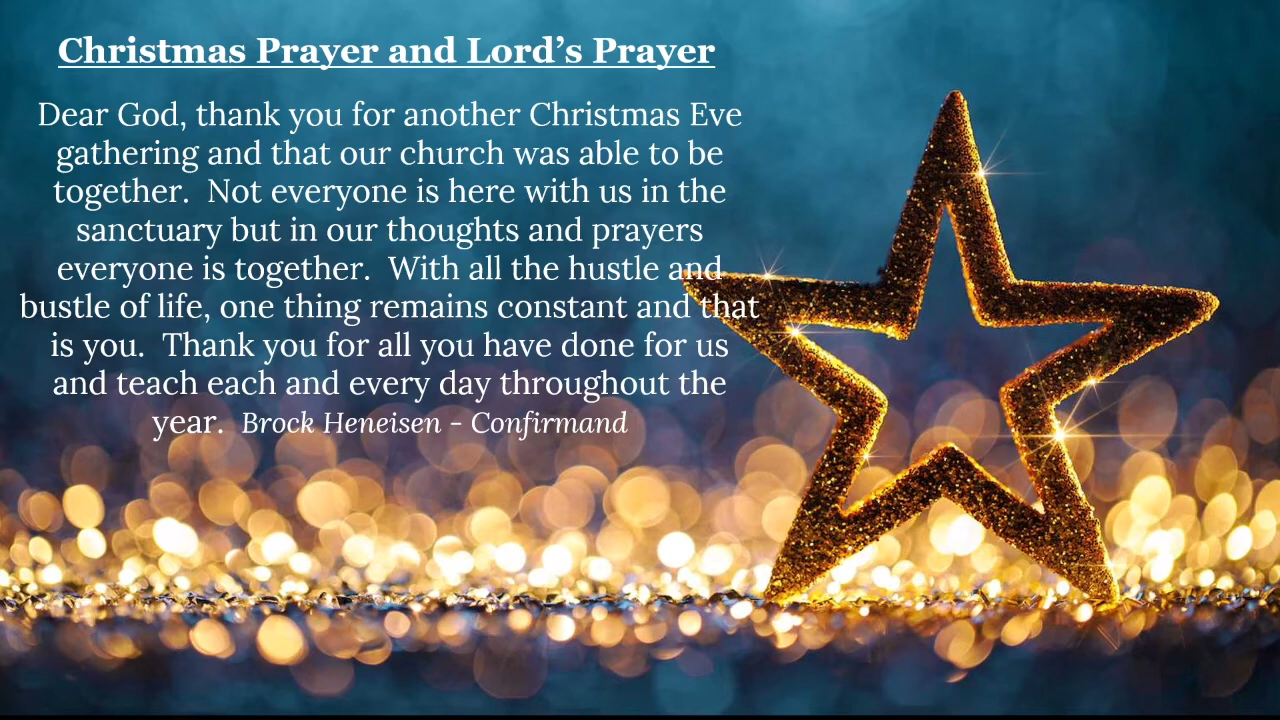 Christmas Prayer and Lord’s Prayer
Dear God, thank you for another Christmas Eve
gathering and that our church was able to be
together.  Not everyone is here with us in the
sanctuary but in our thoughts and prayers
everyone is together.  With all the hustle and
bustle of life, one thing remains constant and that
is you.  Thank you for all you have done for us
and teach each and every day throughout the
year.  Brock Heneisen - Confirmand